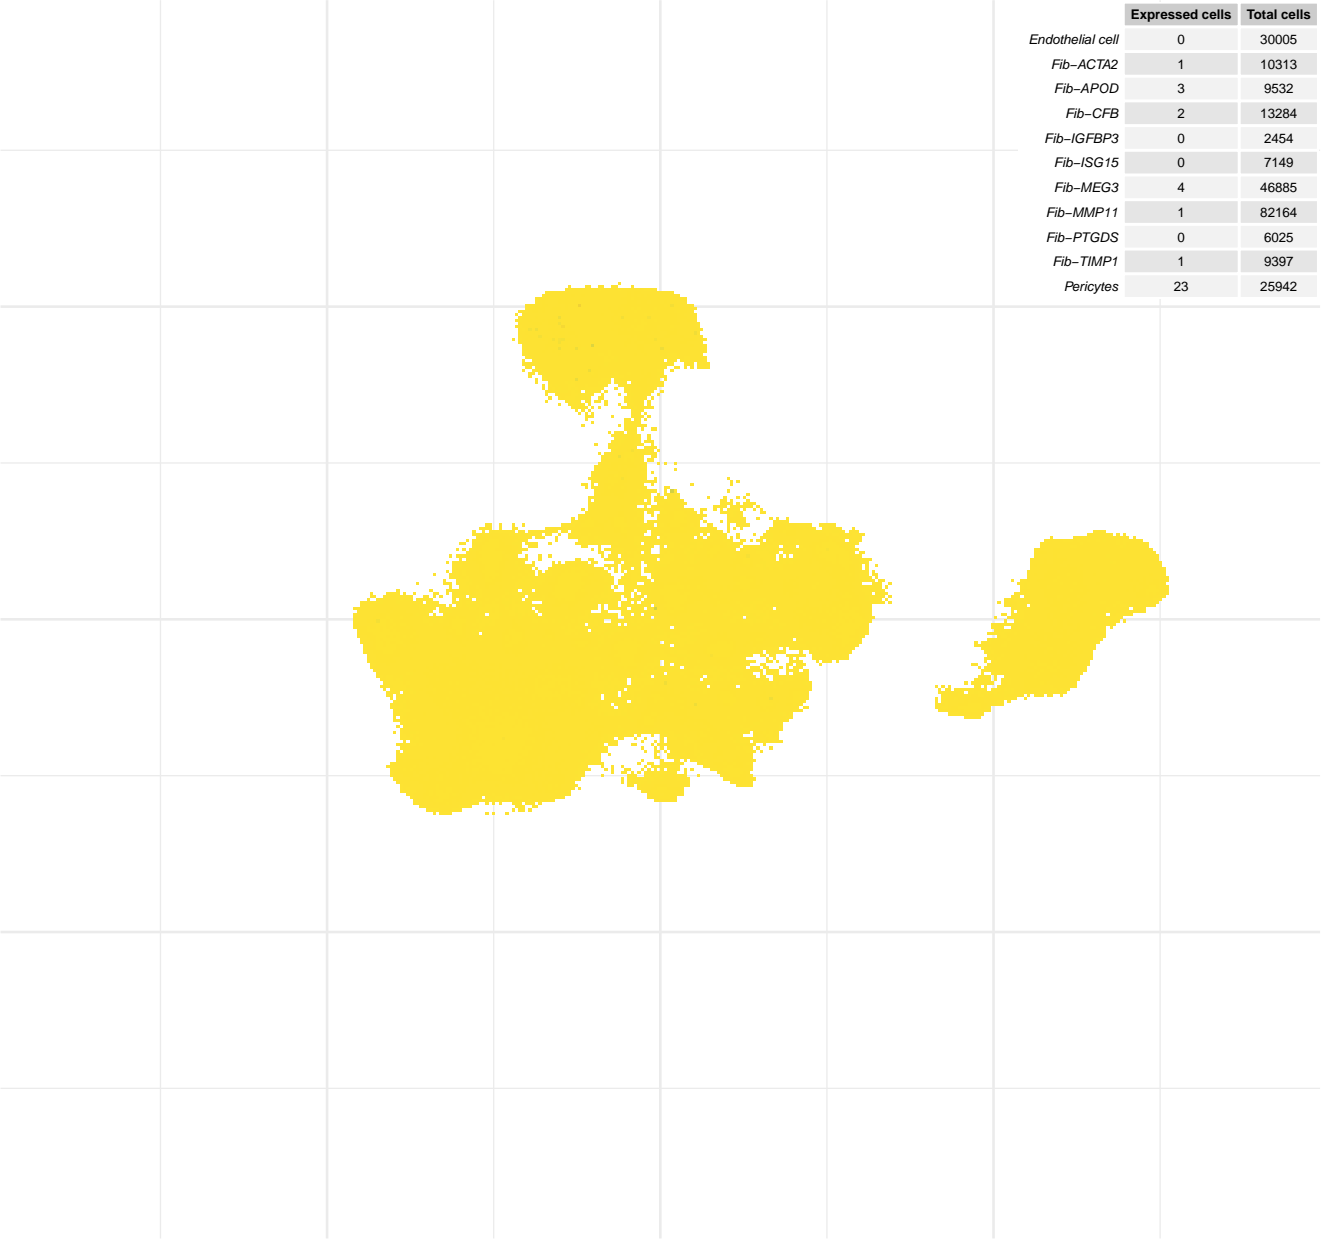 Expressed cells Total cells
Endothelial cell 0 30005
Fib−ACTA2 1 10313
Fib−APOD 3 9532
Fib−CFB 2 13284
Fib−IGFBP3 0 2454
Fib−ISG15 0 7149
Fib−MEG3 4 46885
Fib−MMP11 1 82164
Fib−PTGDS 0 6025
Fib−TIMP1 1 9397
Pericytes 23 25942